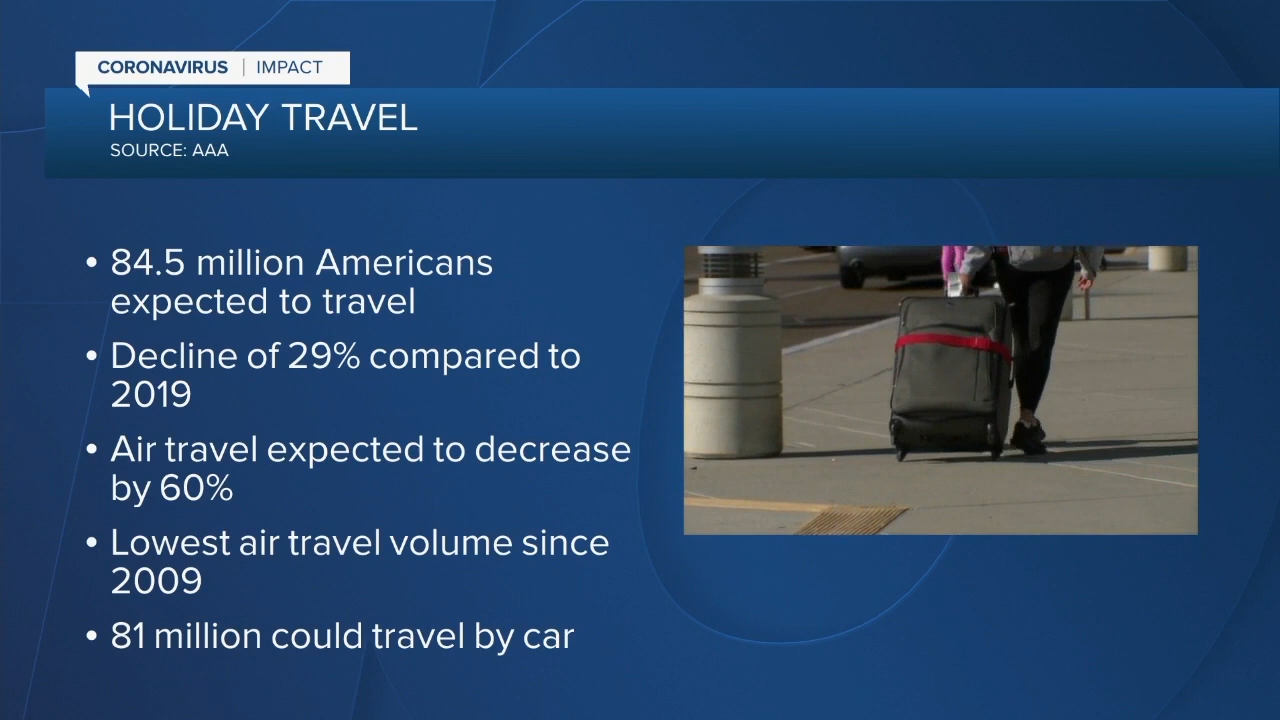 CORONAVIRUS | IMPACT
HOLIDAY TRAVEL
SOURCE: AAA
• 84.5 million Americans
expected to travel
• Decline of 29% compared to
2019
• Air travel expected to decrease
by 60%
• Lowest air travel volume since
2009
• 81 million could travel by car